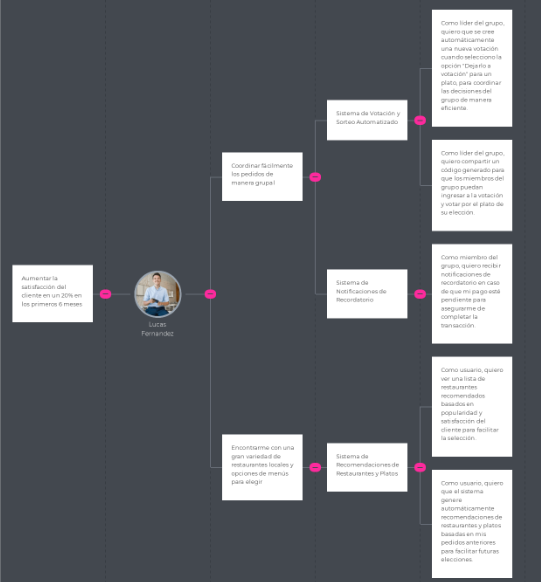 Aumentar la
satisfacción del
cliente en un 20% en
los primeros 6 meses
Lucas
Fernandez
Coordinar fácilmente
los pedidos de
manera grupal
Sistema de Votación y
Sorteo Automatizado
Como líder del grupo,
quiero que se cree
automáticamente
una nueva votación
cuando selecciono la
opción "Dejarlo a
votación" para un
plato, para coordinar
las decisiones del
grupo de manera
eficiente.
Como líder del grupo,
quiero compartir un
código generado para
que los miembros del
grupo puedan
ingresar a la votación
y votar por el plato de
su elección.
Sistema de
Notificaciones de
Recordatorio
Como miembro del
grupo, quiero recibir
notificaciones de
recordatorio en caso
de que mi pago esté
pendiente para
asegurarme de
completar la
transacción.
Encontrarme con una
gran variedad de
restaurantes locales y
opciones de menús
para elegir
Sistema de
Recomendaciones de
Restaurantes y Platos
Como usuario, quiero
ver una lista de
restaurantes
recomendados
basados en
popularidad y
satisfacción del
cliente para facilitar
la selección.
Como usuario, quiero
que el sistema
genere
automáticamente
recomendaciones de
restaurantes y platos
basadas en mis
pedidos anteriores
para facilitar futuras
elecciones.